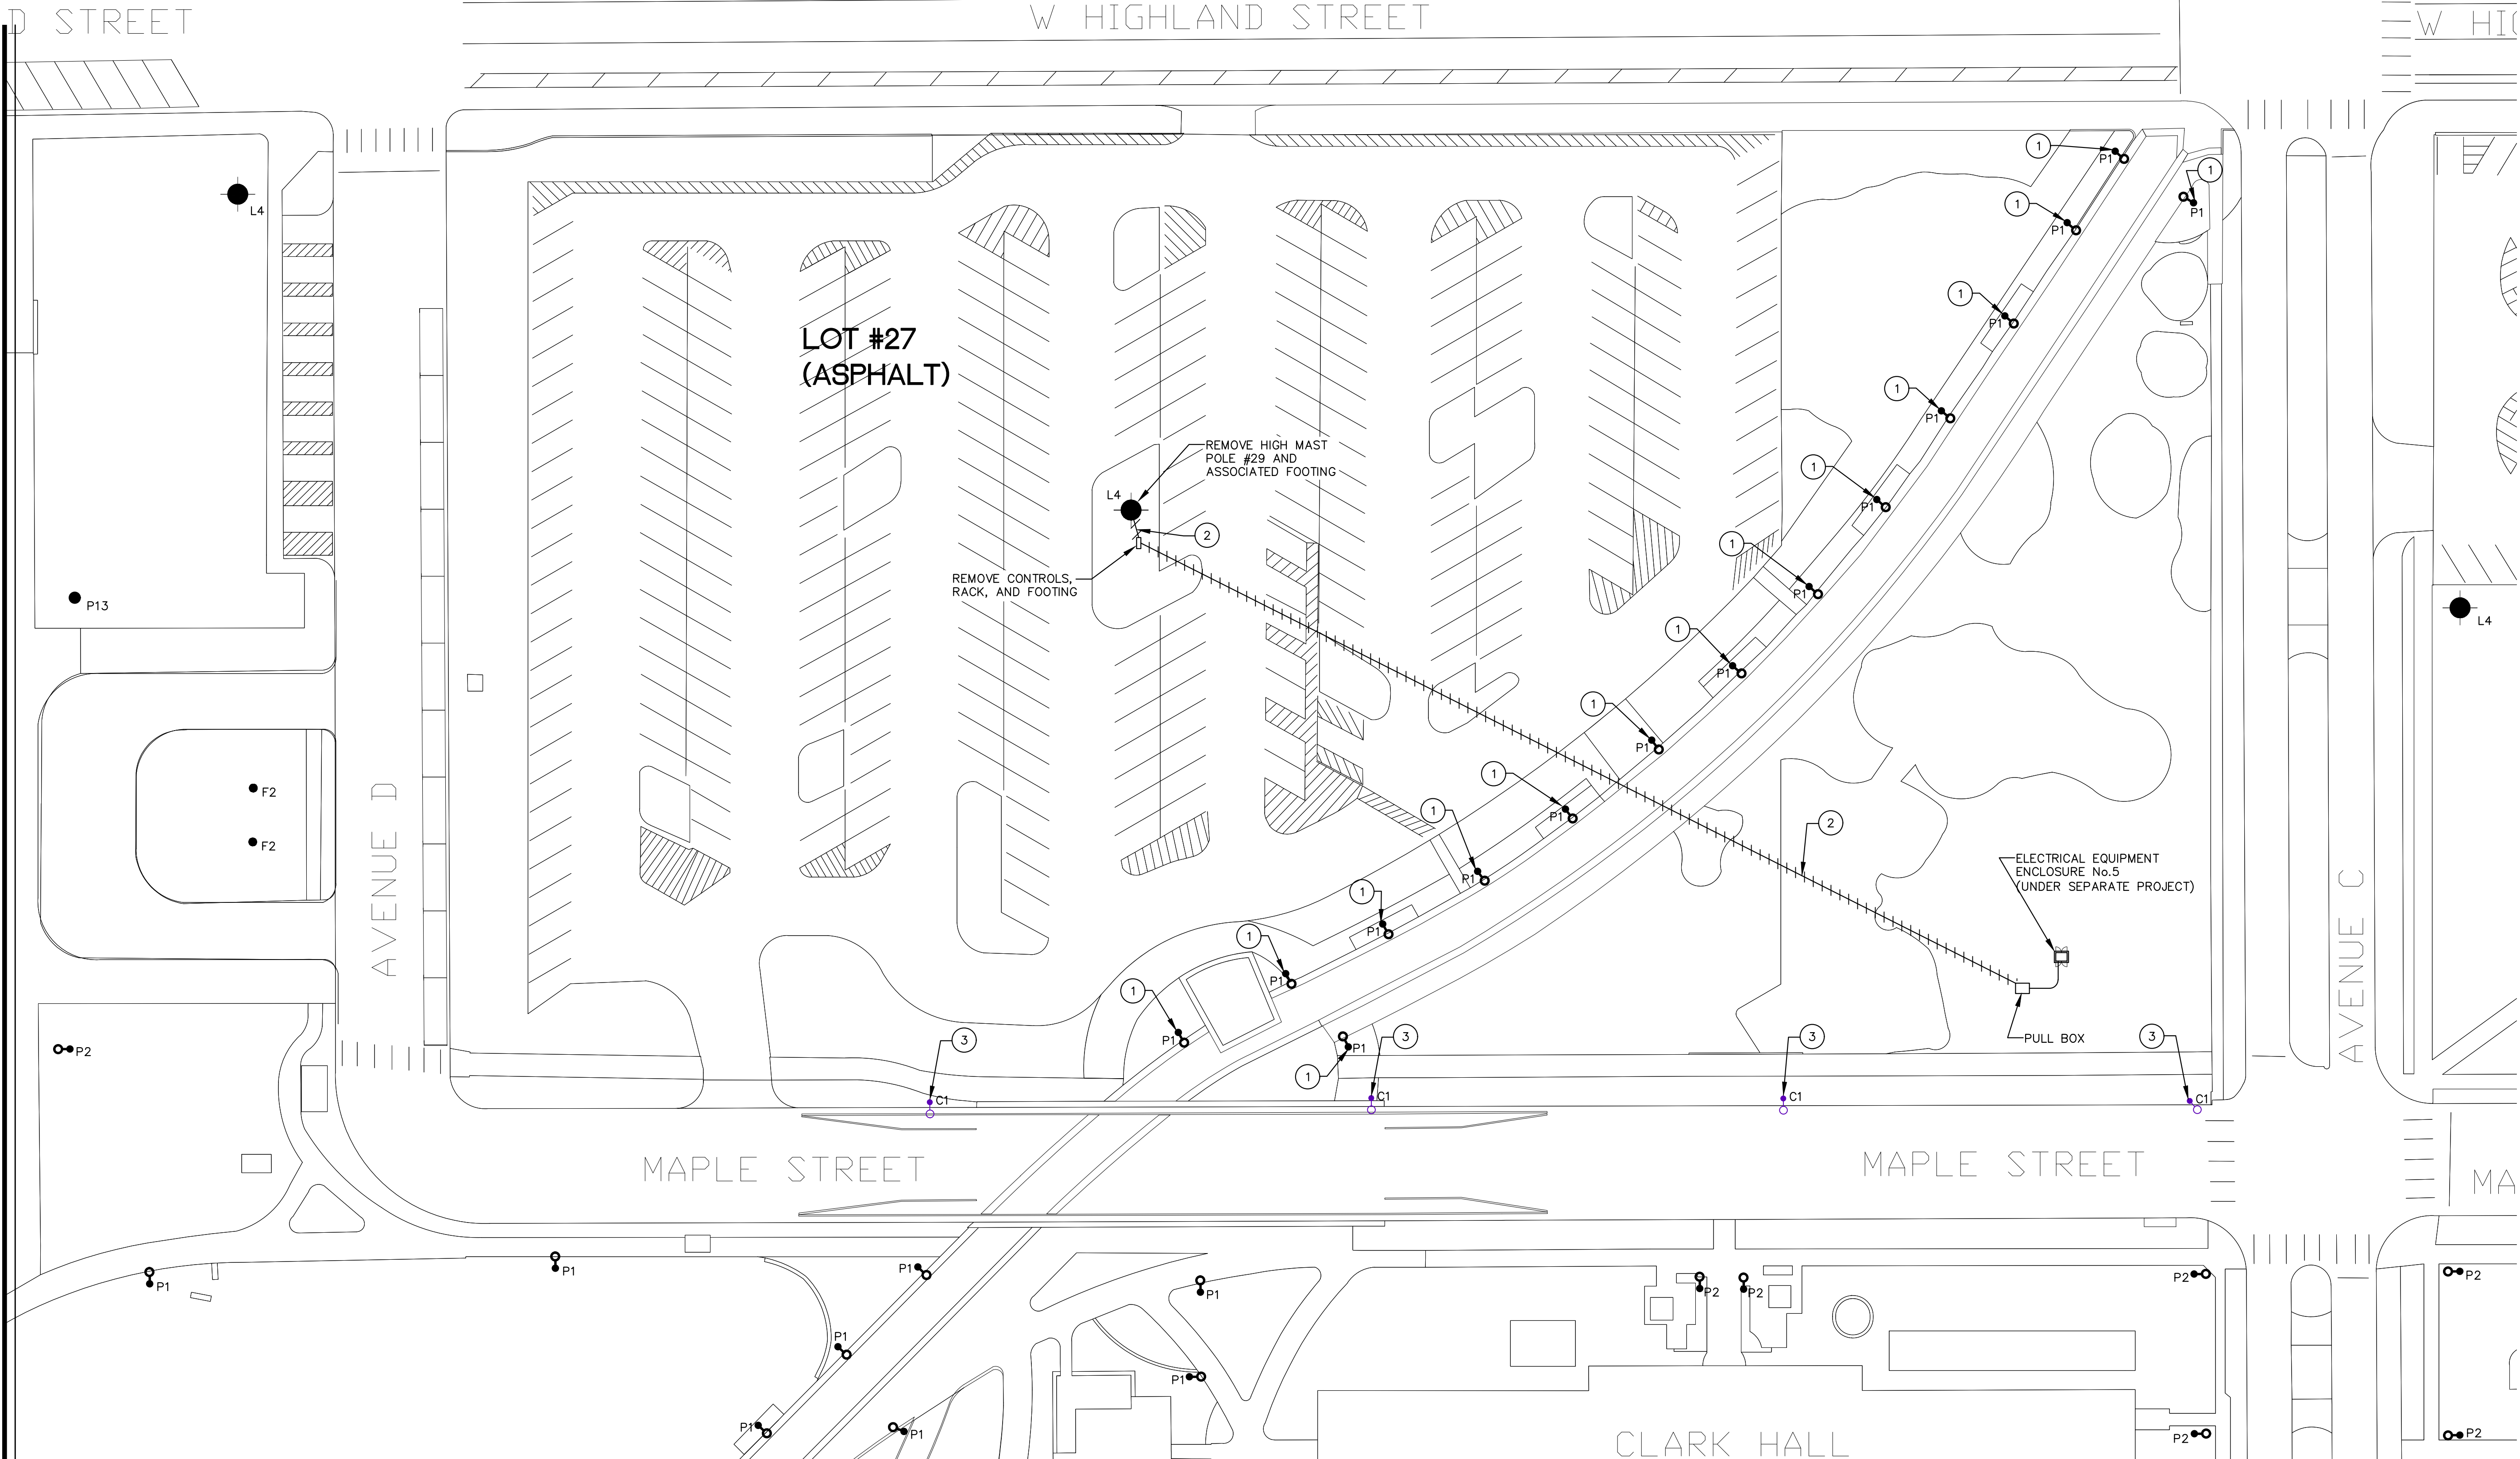 D STREET
W HIGHLAND STREET
W HIG
1
P1
1
P1
1
P1
L4
1
P1
1
P1
LOT #27
(ASPHALT)
REMOVE HIGH MAST
POLE #29 AND
ASSOCIATED FOOTING
L4
2
REMOVE CONTROLS,
RACK, AND FOOTING
1
P1
1
P1
P13
L4
1
P1
1
P1
F2
F2
AVENUE D
1
P1
1
P1
2
ELECTRICAL EQUIPMENT
ENCLOSURE No.5
(UNDER SEPARATE PROJECT)
AVENUE C
1
P1
1
P1
1
P1
PULL BOX
P2
1
P1
3
C1
3
C1
3
C1
3
C1
MAPLE STREET
MAPLE STREET
MA
P1
P1
P1
P1
P2
P2
P2
P2
P1
P1
P1
P1
CLARK HALL
P2
P2